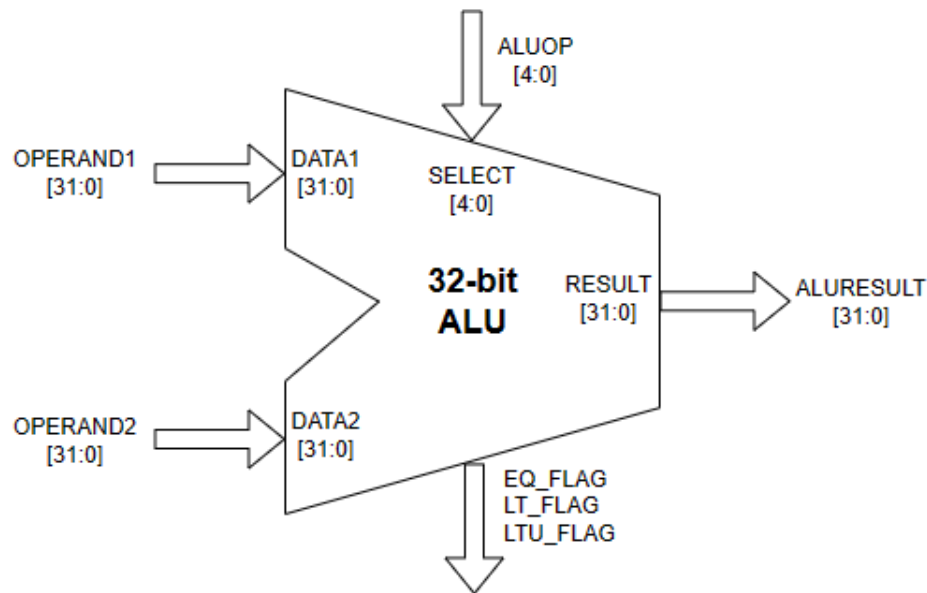 ALUOP
[4:0]
OPERAND1
[31:0]
DATA1
[31:0]
SELECT
[4:0]
32-bit
ALU
RESULT
[31:0]
ALURESULT
[31:0]
OPERAND2
[31:0]
DATA2
[31:0]
EQ_FLAG
LT_FLAG
LTU_FLAG